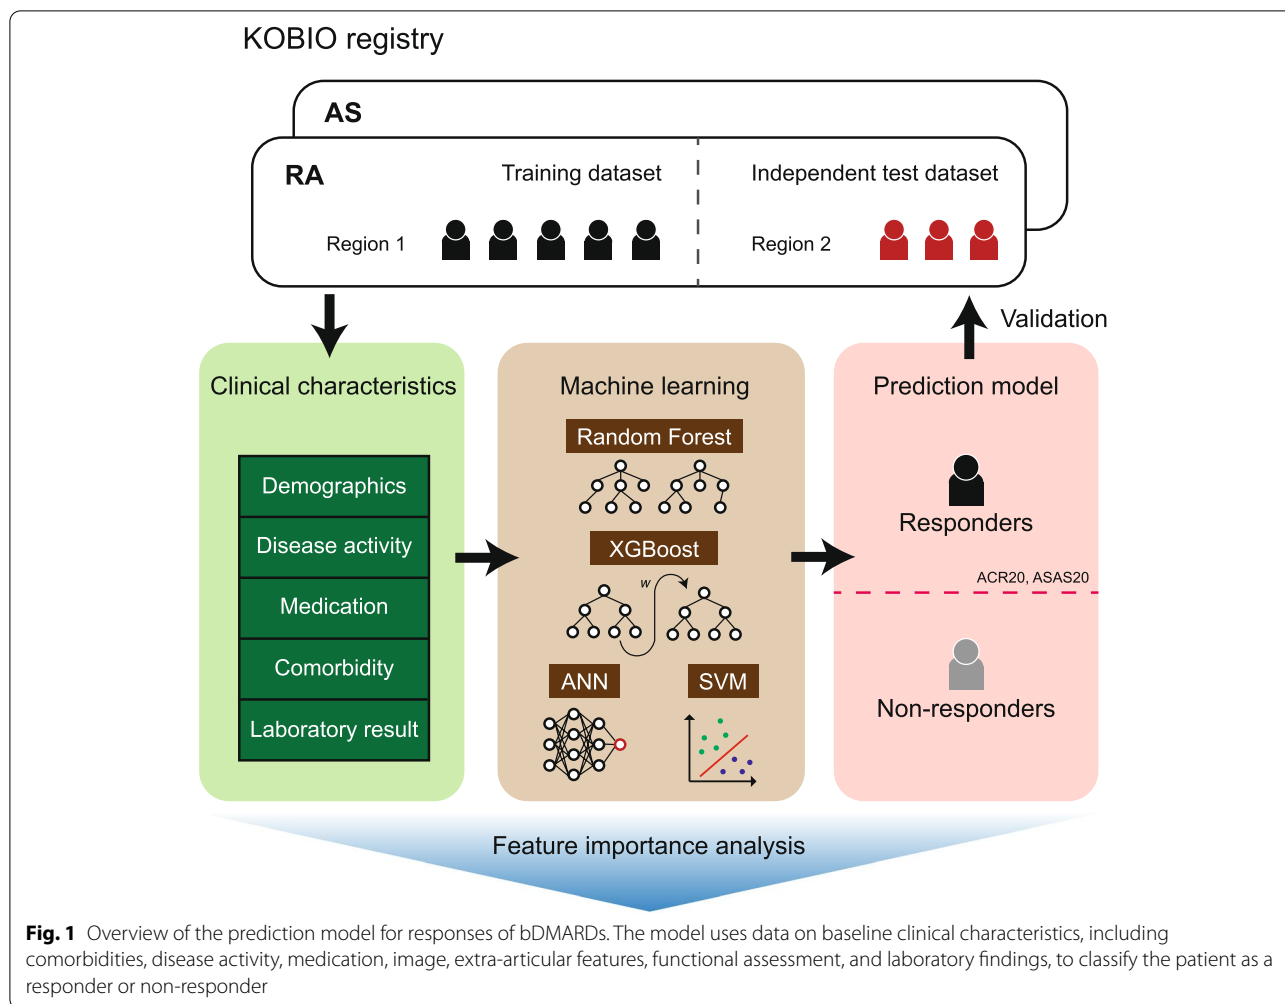 KOBIO registry
AS
RA
Training dataset
Independent test dataset
Region 1
Region 2
Validation
Clinical characteristics
Machine learning
Prediction model
Random Forest
Demographics
Disease activity
Medication
Comorbidity
Laboratory result
XGBoost
w
ANN
SVM
Responders
ACR20, ASAS20
Non-responders
Feature importance analysis
Fig. 1 Overview of the prediction model for responses of bDMARDs. The model uses data on baseline clinical characteristics, including
comorbidities, disease activity, medication, image, extra-articular features, functional assessment, and laboratory findings, to classify the patient as a
responder or non-responder